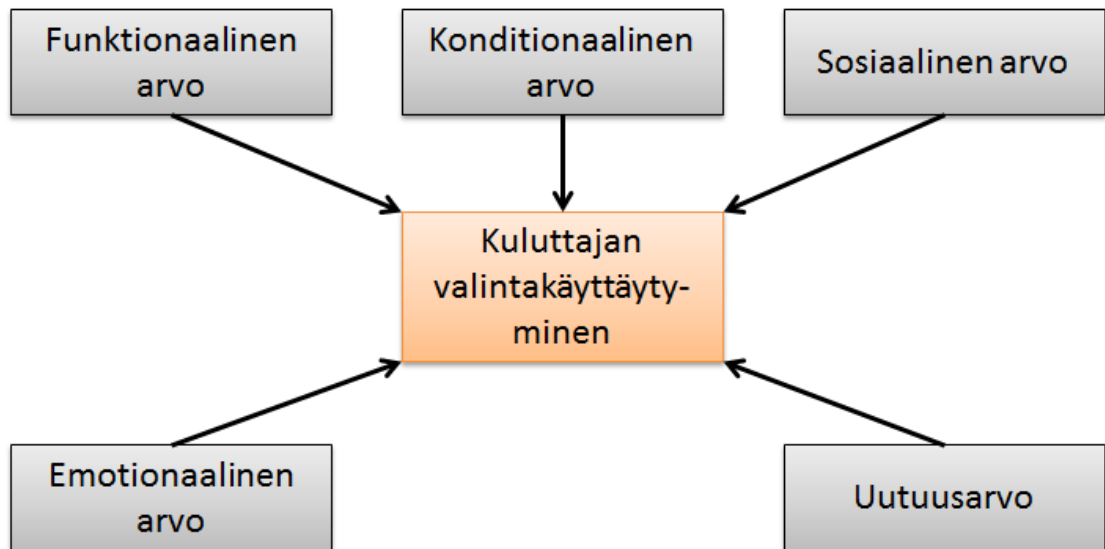 Funktionaalinen
arvo
Konditionaalinen
arvo
Sosiaalinen arvo
Kuluttajan
valintakäyttäyty-
minen
Emotionaalinen
arvo
Uutuusarvo